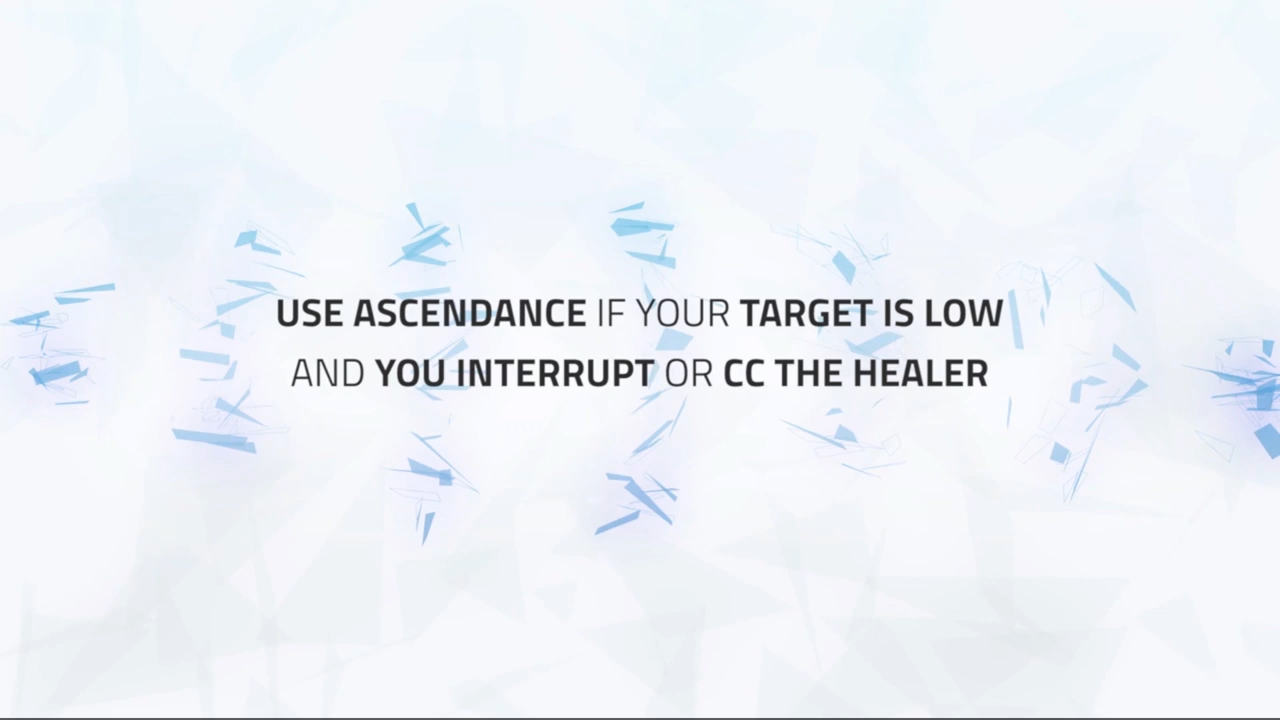 USE ASCENDANCE IF YOUR TARGET IS LOW
AND YOU INTERRUPT OR CC THE HEALER